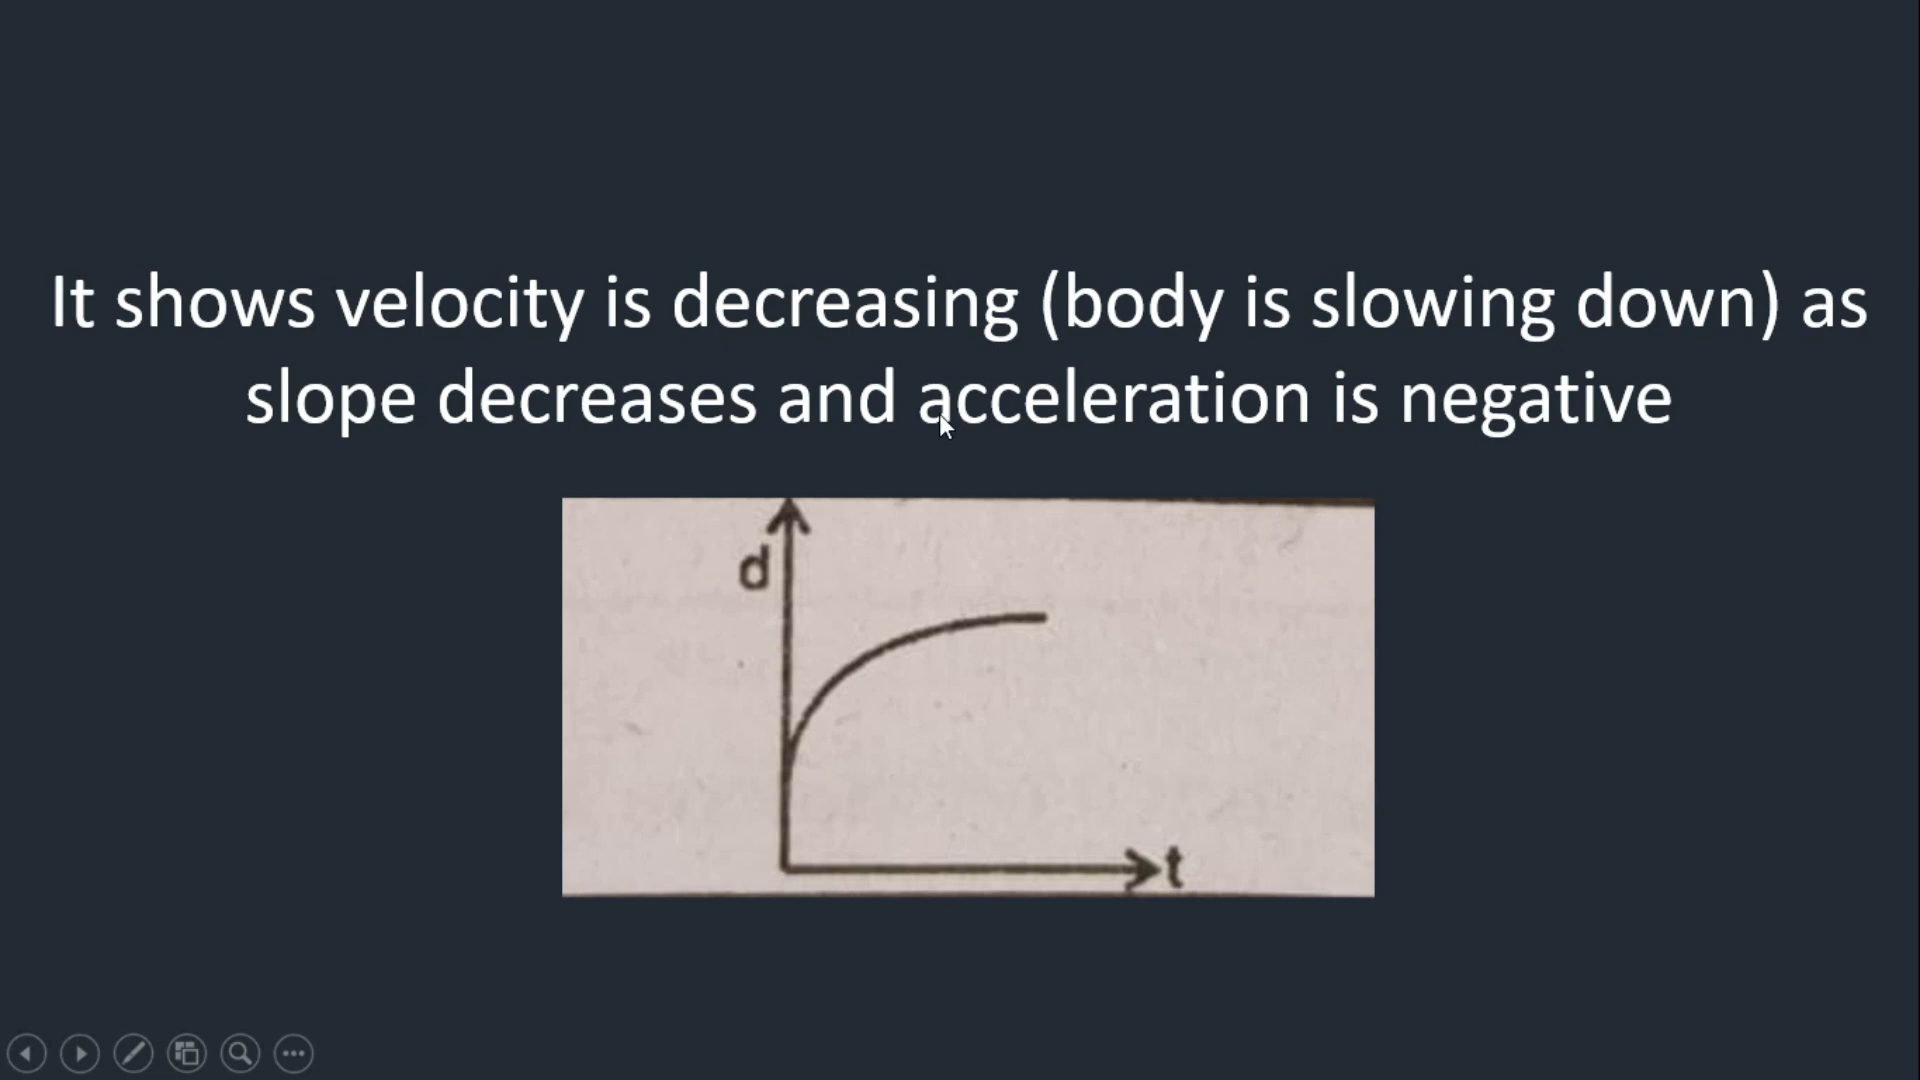 It shows velocity is decreasing (body is slowing down) as
slope decreases and acceleration is negative
d
t